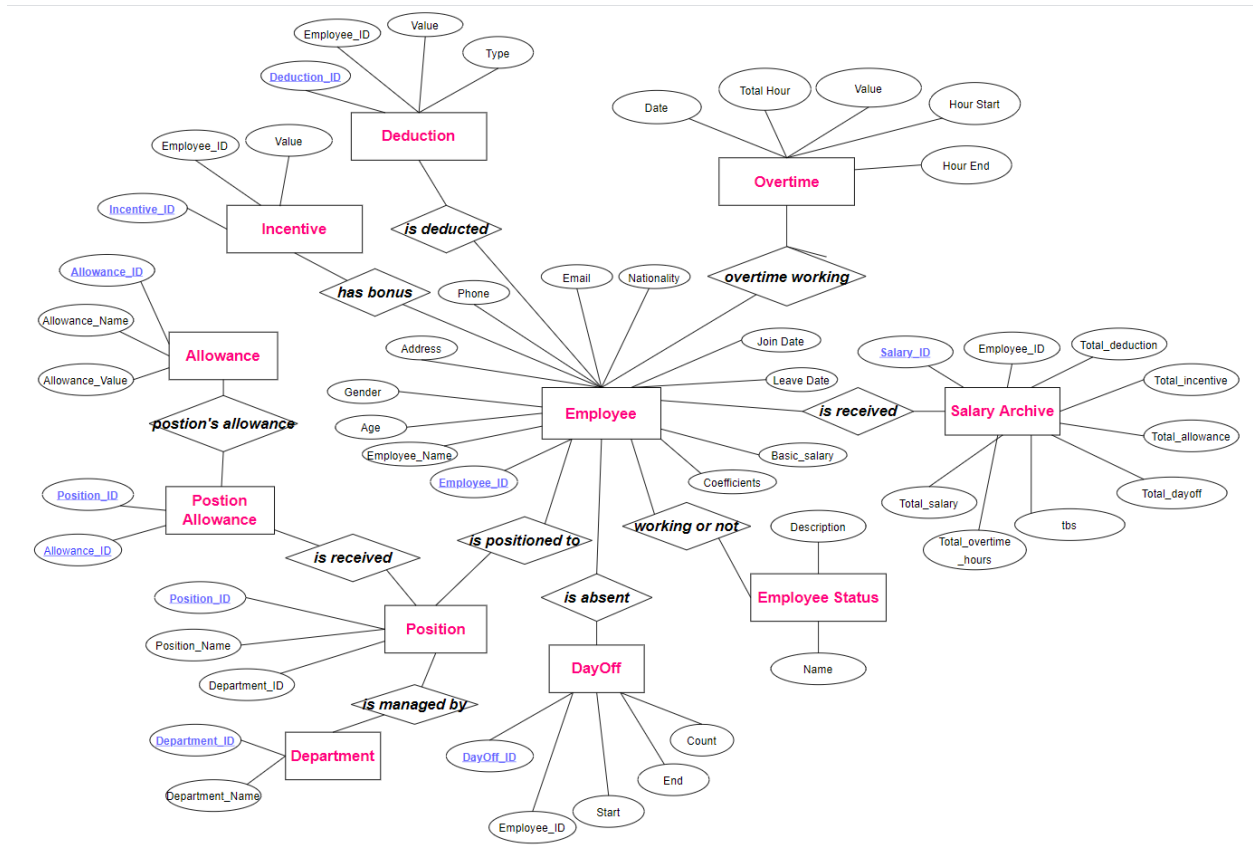 Employee_ID
Value
Type
Deduction_ID
Deduction
Employee_ID
Value
Incentive_ID
Incentive
is deducted
has bonus
Date
Total Hour
Value
Hour Start
Hour End
Overtime
overtime working
Allowance_ID
Allowance_Name
Allowance_Value
Allowance
postion's allowance
Phone
Email
Nationality
Address
Gender
Age
Employee_Name
Employee_ID
Employee
Join Date
Leave Date
Basic_salary
Coefficients
is received
Salary_ID
Employee_ID
Total_deduction
Total_incentive
Salary Archive
Total_allowance
Total_dayoff
tbs
Total_overtime
_hours
Total_salary
Position_ID
Allowance_ID
Postion
Allowance
is received
is positioned to
working or not
Description
Employee Status
Name
Position_ID
Position_Name
Department_ID
Position
is absent
DayOff
is managed by
Department_ID
Department_Name
Department
DayOff_ID
Employee_ID
Start
End
Count